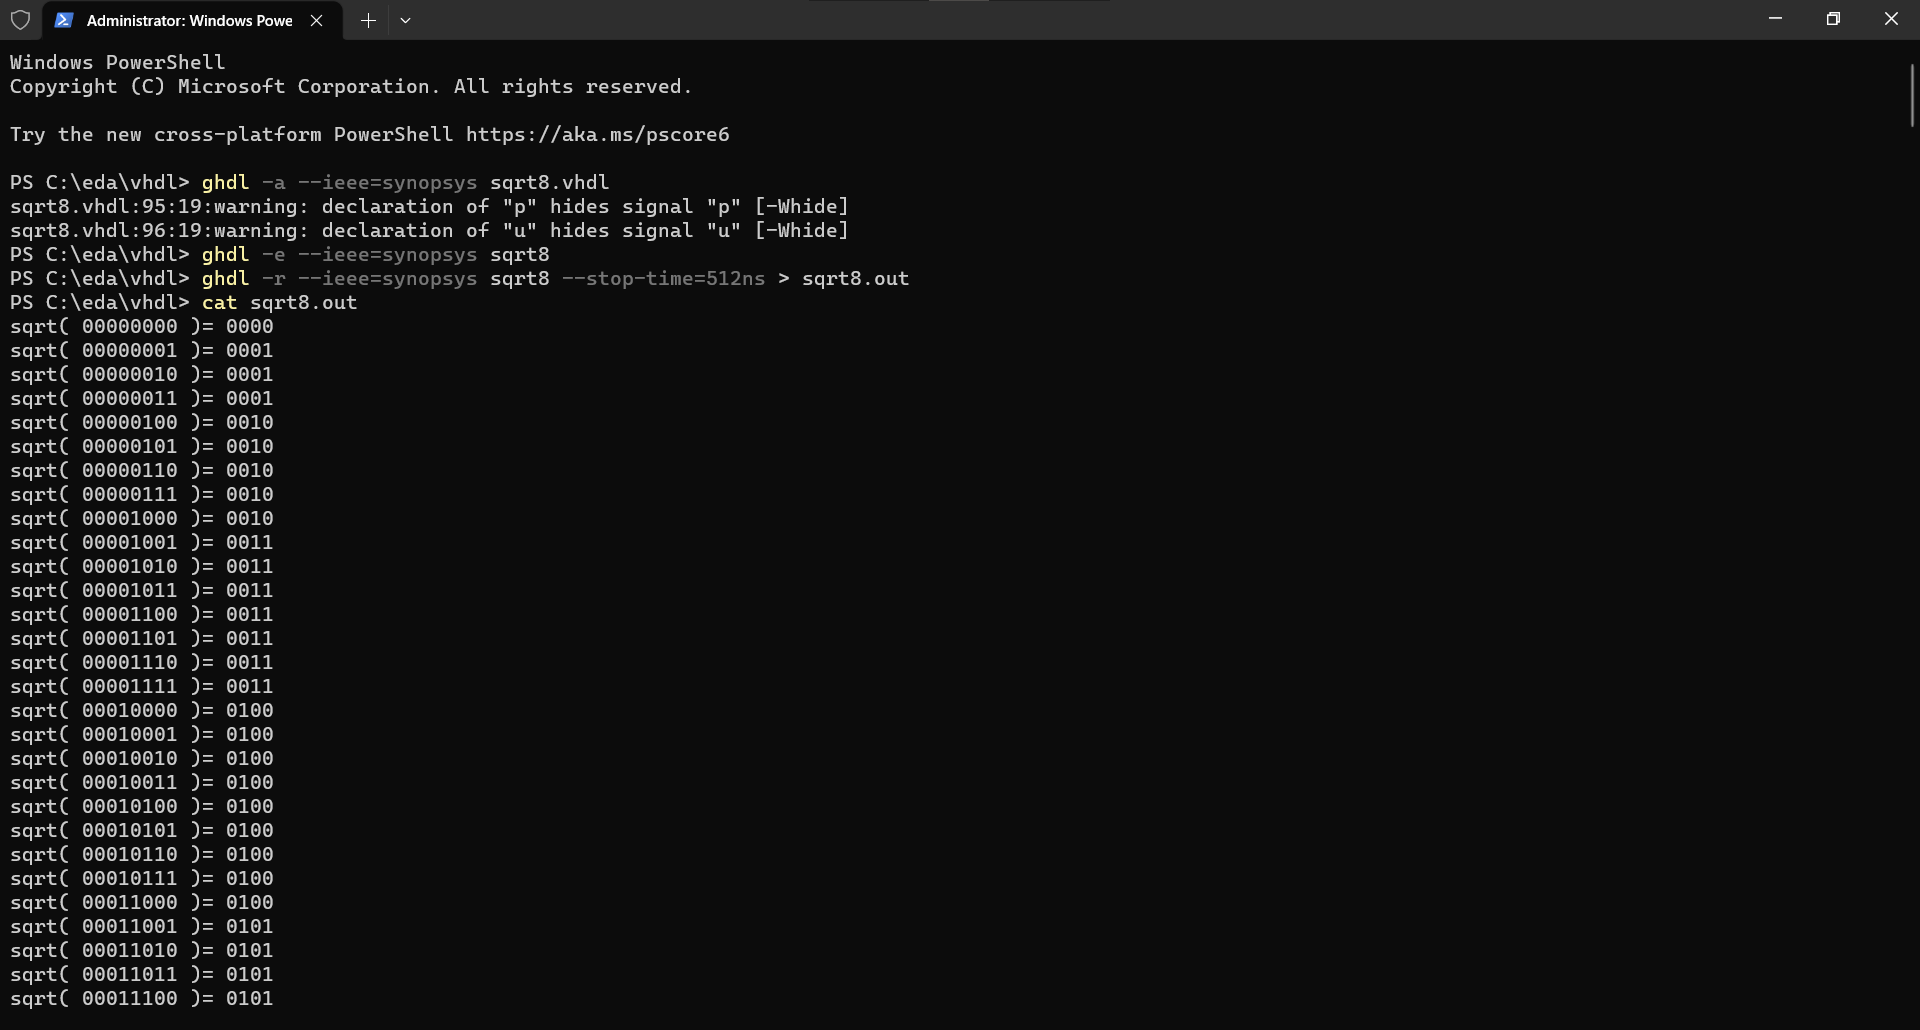 Administrator: Windows Powe
Windows PowerShell
Copyright (C) Microsoft Corporation. All rights reserved.
Try the new cross-platform PowerShell https://aka.ms/pscore6
PS C:\eda\vhdl> ghdl -a --ieee=synopsys sqrt8.vhdl
sqrt8.vhdl:95:19:warning: declaration of "p" hides signal "p" [-Whide]
sqrt8.vhdl:96:19:warning: declaration of "u" hides signal "u" [-Whide]
PS C:\eda\vhdl> ghdl -e --ieee=synopsys sqrt8
PS C:\eda\vhdl> ghdl -r --ieee=synopsys sqrt8 --stop-time=512ns > sqrt8.out
PS C:\eda\vhdl> cat sqrt8.out
sqrt( 00000000 )= 0000
sqrt( 00000001 )= 0001
sqrt( 00000010 )= 0001
sqrt( 00000011 )= 0001
sqrt( 00000100 )= 0010
sqrt( 00000101 )= 0010
sqrt( 00000110 )= 0010
sqrt( 00000111 )= 0010
sqrt( 00001000 )= 0010
sqrt( 00001001 )= 0011
sqrt( 00001010 )= 0011
sqrt( 00001011 )= 0011
sqrt( 00001100 )= 0011
sqrt( 00001101 )= 0011
sqrt( 00001110 )= 0011
sqrt( 00001111 )= 0011
sqrt( 00010000 )= 0100
sqrt( 00010001 )= 0100
sqrt( 00010010 )= 0100
sqrt( 00010011 )= 0100
sqrt( 00010100 )= 0100
sqrt( 00010101 )= 0100
sqrt( 00010110 )= 0100
sqrt( 00010111 )= 0100
sqrt( 00011000 )= 0100
sqrt( 00011001 )= 0101
sqrt( 00011010 )= 0101
sqrt( 00011011 )= 0101
sqrt( 00011100 )= 0101